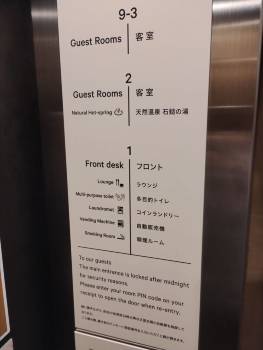 9-3
Guest Rooms 客室
2
Guest Rooms 客室
Natural Hot-spring 天然温泉 石鎚の湯
1
Front desk フロント
Lounge ラウンジ
Multi-purpose toilet 多目的トイレ
Laundromat コインランドリー
Vending Machine 自動販売機
Smoking Room 喫煙ルーム
To our guests
The main entrance is locked after midnight
for security reasons.
Please enter your room PIN code on your
receipt to open the door when re-entry.